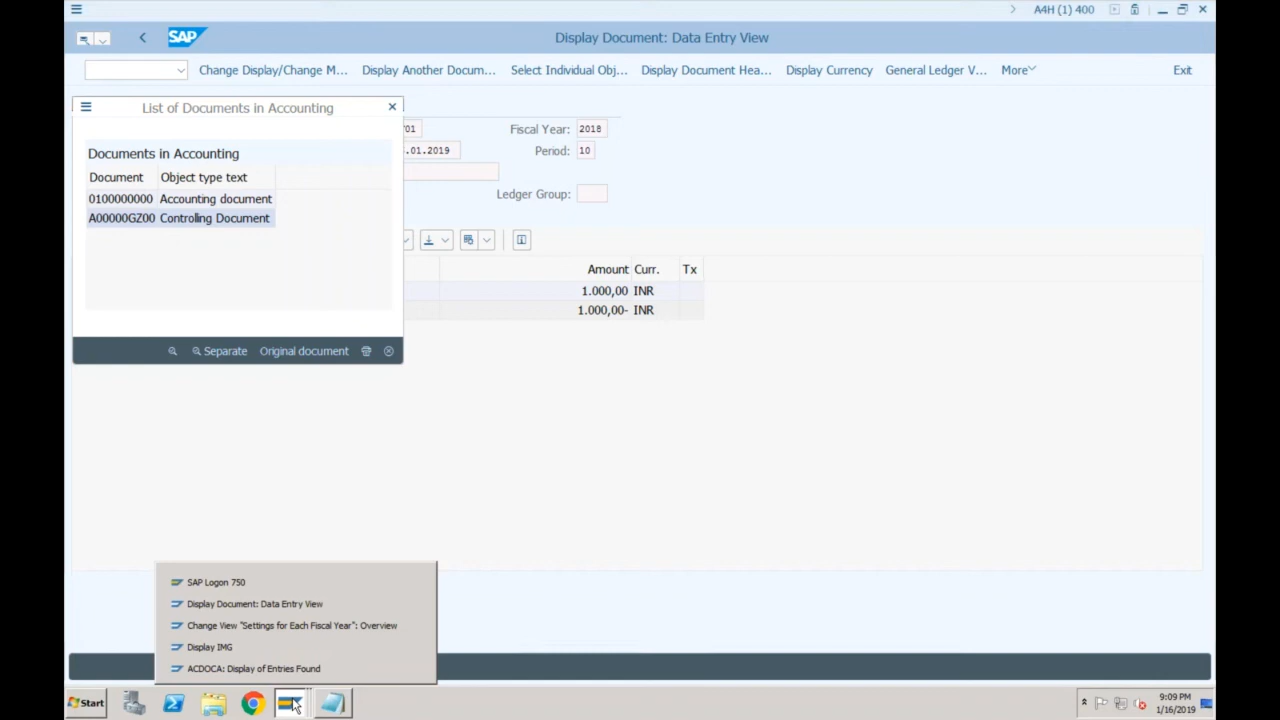 A4H (1) 400
SAP
Display Document: Data Entry View
Change Display/Change M... Display Another Docum... Select Individual Obj... Display Document Hea... Display Currency General Ledger V... More Exit
List of Documents in Accounting
01 Fiscal Year: 2018
.01.2019 Period: 10
Documents in Accounting
Document Object type text
Ledger Group:
0100000000 Accounting document
A00000GZ00 Controlling Document
Amount Curr. Tx
1.000,00 INR
1.000,00- INR
Separate Original document
SAP Logon 750
Display Document: Data Entry View
Change View "Settings for Each Fiscal Year": Overview
Display IMG
ACDOCA: Display of Entries Found
Start
9:09 PM
1/16/2019